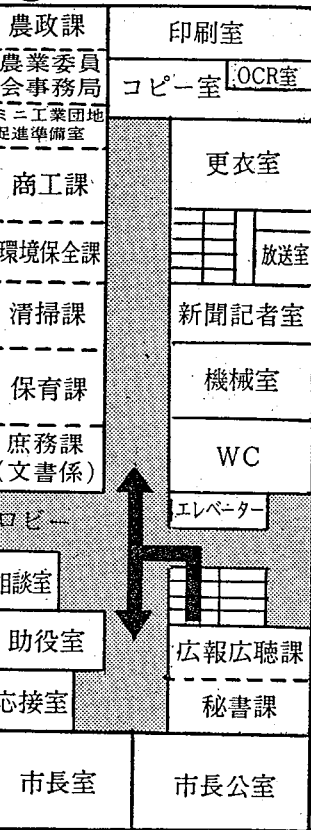 農政課
印刷室
農業委員
会事務局
コピー室
OCR室
ミニ工業団地
促進準備室
更衣室
商工課
環境保全課
放送室
清掃課
新聞記者室
保育課
機械室
庶務課
(文書係)
WC
ロビー
エレベーター
相談室
助役室
広報広聴課
応接室
秘書課
市長室
市長公室